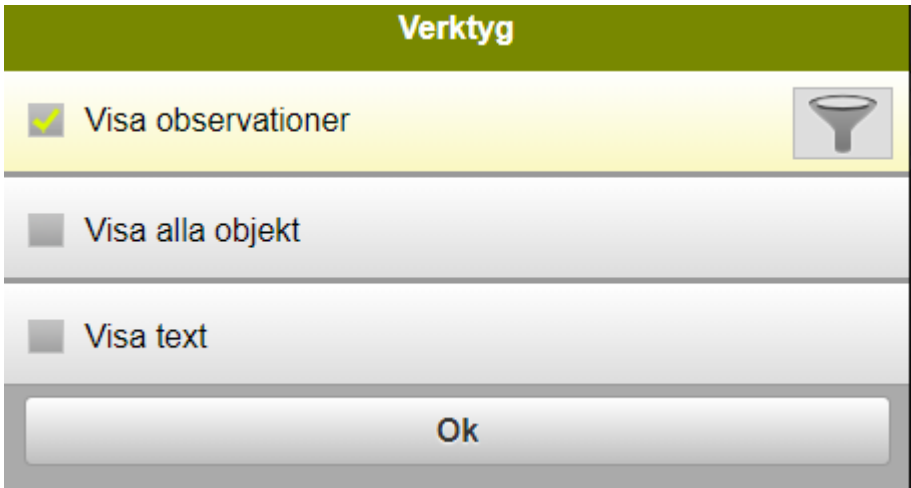 Verktyg
Visa observationer
Visa alla objekt
Visa text
Ok